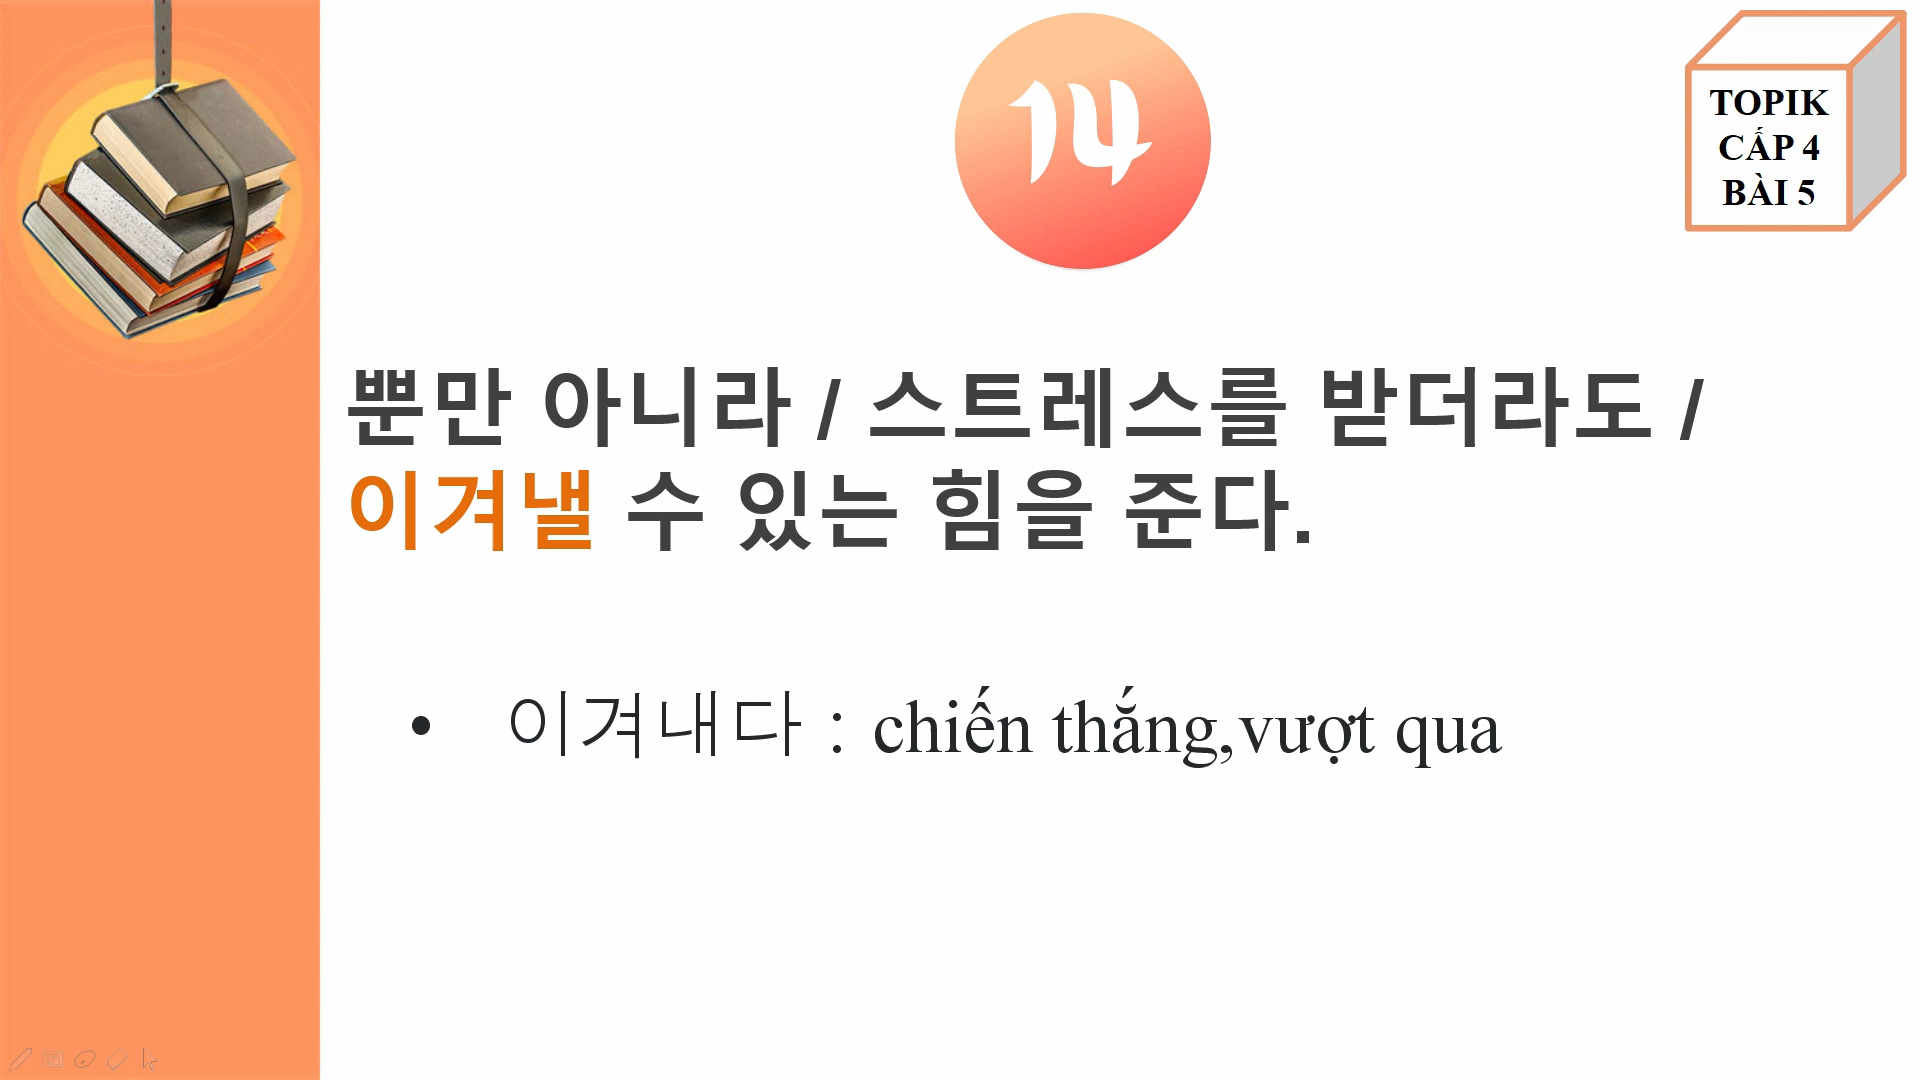 14
TOPIK
CẤP 4
BÀI 5
뿐만 아니라 / 스트레스를 받더라도 /
이겨낼 수 있는 힘을 준다.
• 이겨내다 : chiến thắng,vượt qua